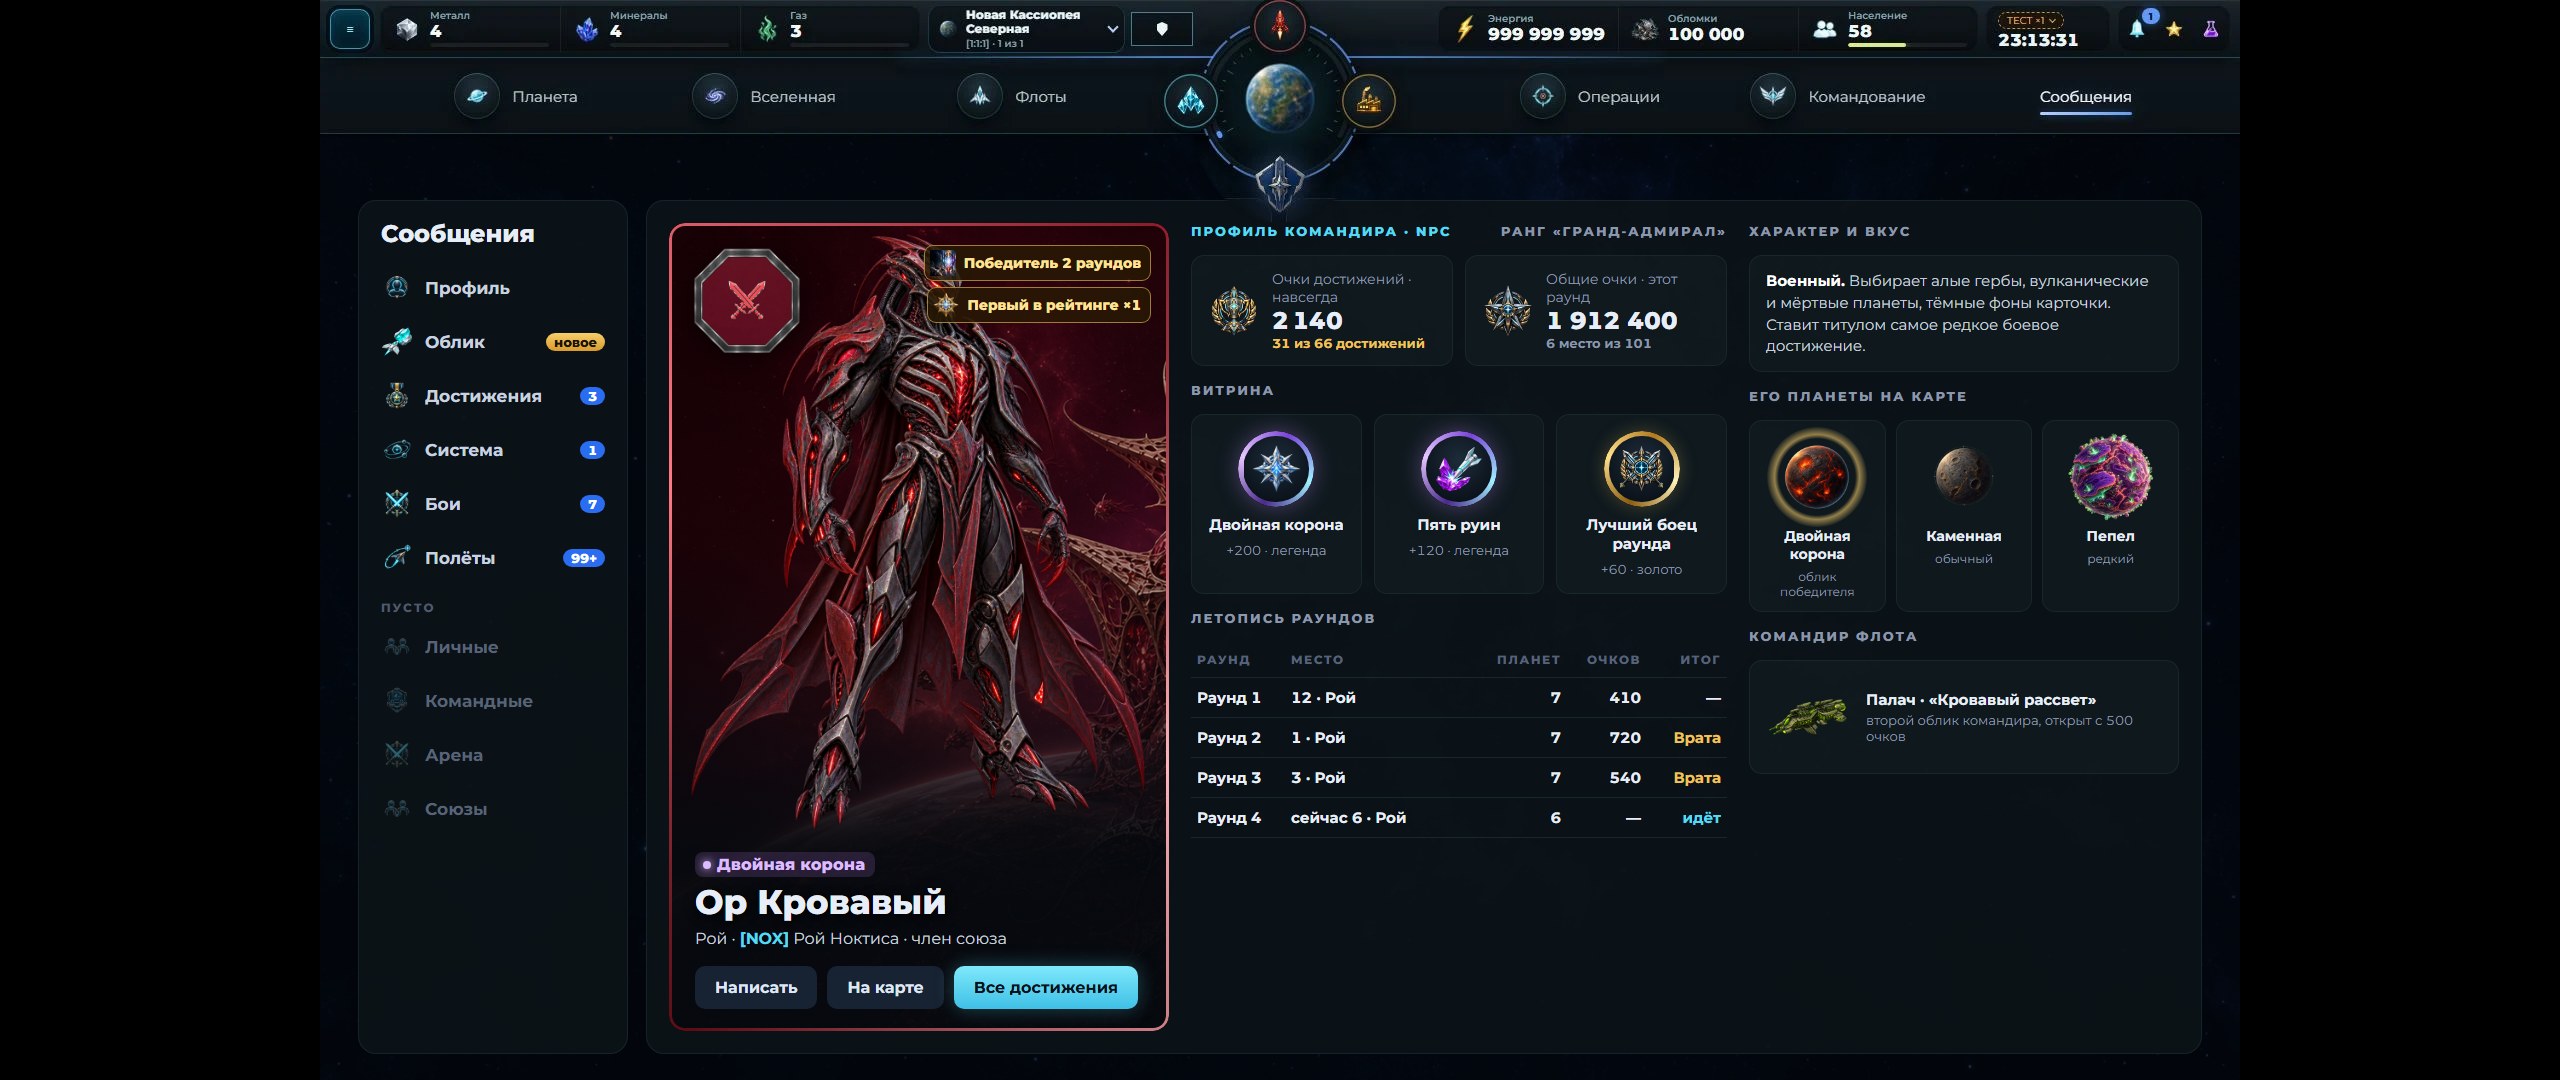 Металл
4
Минералы
4
Газ
3
Новая Кассиопея
Северная
[1:1:1] · 1 из 1
Энергия
999 999 999
Обломки
100 000
Население
58
ТЕСТ ×1
23:13:31
1
Планета
Вселенная
Флоты
Операции
Командование
Сообщения
Сообщения
Профиль
Облик
новое
Достижения
3
Система
1
Бои
7
Полёты
99+
ПУСТО
Личные
Командные
Арена
Союзы
Победитель 2 раундов
Первый в рейтинге ×1
Двойная корона
Ор Кровавый
Рой · [NOX] Рой Ноктиса · член союза
Написать
На карте
Все достижения
ПРОФИЛЬ КОМАНДИРА · NPC
РАНГ «ГРАНД-АДМИРАЛ»
Очки достижений ·
навсегда
2 140
31 из 66 достижений
Общие очки · этот
раунд
1 912 400
6 место из 101
ВИТРИНА
Двойная корона
+200 · легенда
Пять руин
+120 · легенда
Лучший боец
раунда
+60 · золото
ЛЕТОПИСЬ РАУНДОВ
РАУНД МЕСТО ПЛАНЕТ ОЧКОВ ИТОГ
Раунд 1 12 · Рой 7 410 —
Раунд 2 1 · Рой 7 720 Врата
Раунд 3 3 · Рой 7 540 Врата
Раунд 4 сейчас 6 · Рой 6 — идёт
ХАРАКТЕР И ВКУС
Военный. Выбирает алые гербы, вулканические
и мёртвые планеты, тёмные фоны карточки.
Ставит титулом самое редкое боевое
достижение.
ЕГО ПЛАНЕТЫ НА КАРТЕ
Двойная
корона
облик
победителя
Каменная
обычный
Пепел
редкий
КОМАНДИР ФЛОТА
Палач · «Кровавый рассвет»
второй облик командира, открыт с 500
очков